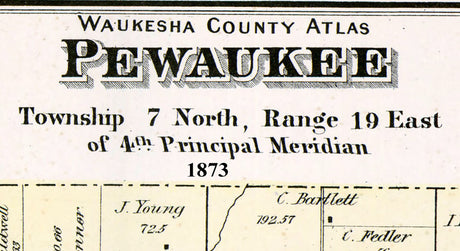 WAUKESHA COUNTY ATLAS
PEWAUKEE
Township 7 North, Range 19 East
of 4th Principal Meridian
1873
J. Young
72.5
C. Bartlett
192.57
C. Fedler